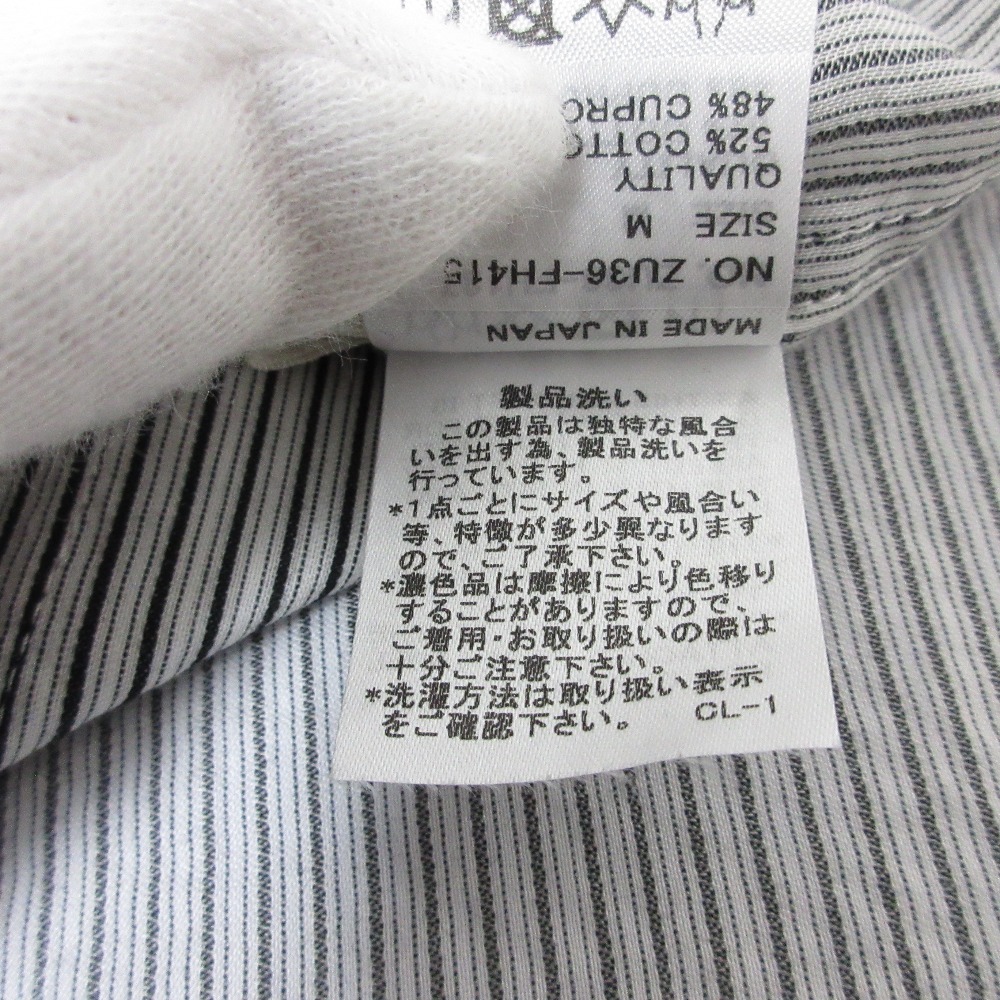 MADE IN JAPAN
NO. ZU36-FH415
SIZE M
QUALITY
52% COTTO
48% CUPRO
製品洗い
この製品は独特な風合
いを出す為、製品洗いを
行っています。
*1点ごとにサイズや風合い
等、特徴が多少異なります
ので、ご了承下さい。
*濃色品は摩擦により色移り
することがありますので、
ご着用・お取り扱いの際は
十分ご注意下さい。
*洗濯方法は取り扱い表示
をご確認下さい。 CL-1